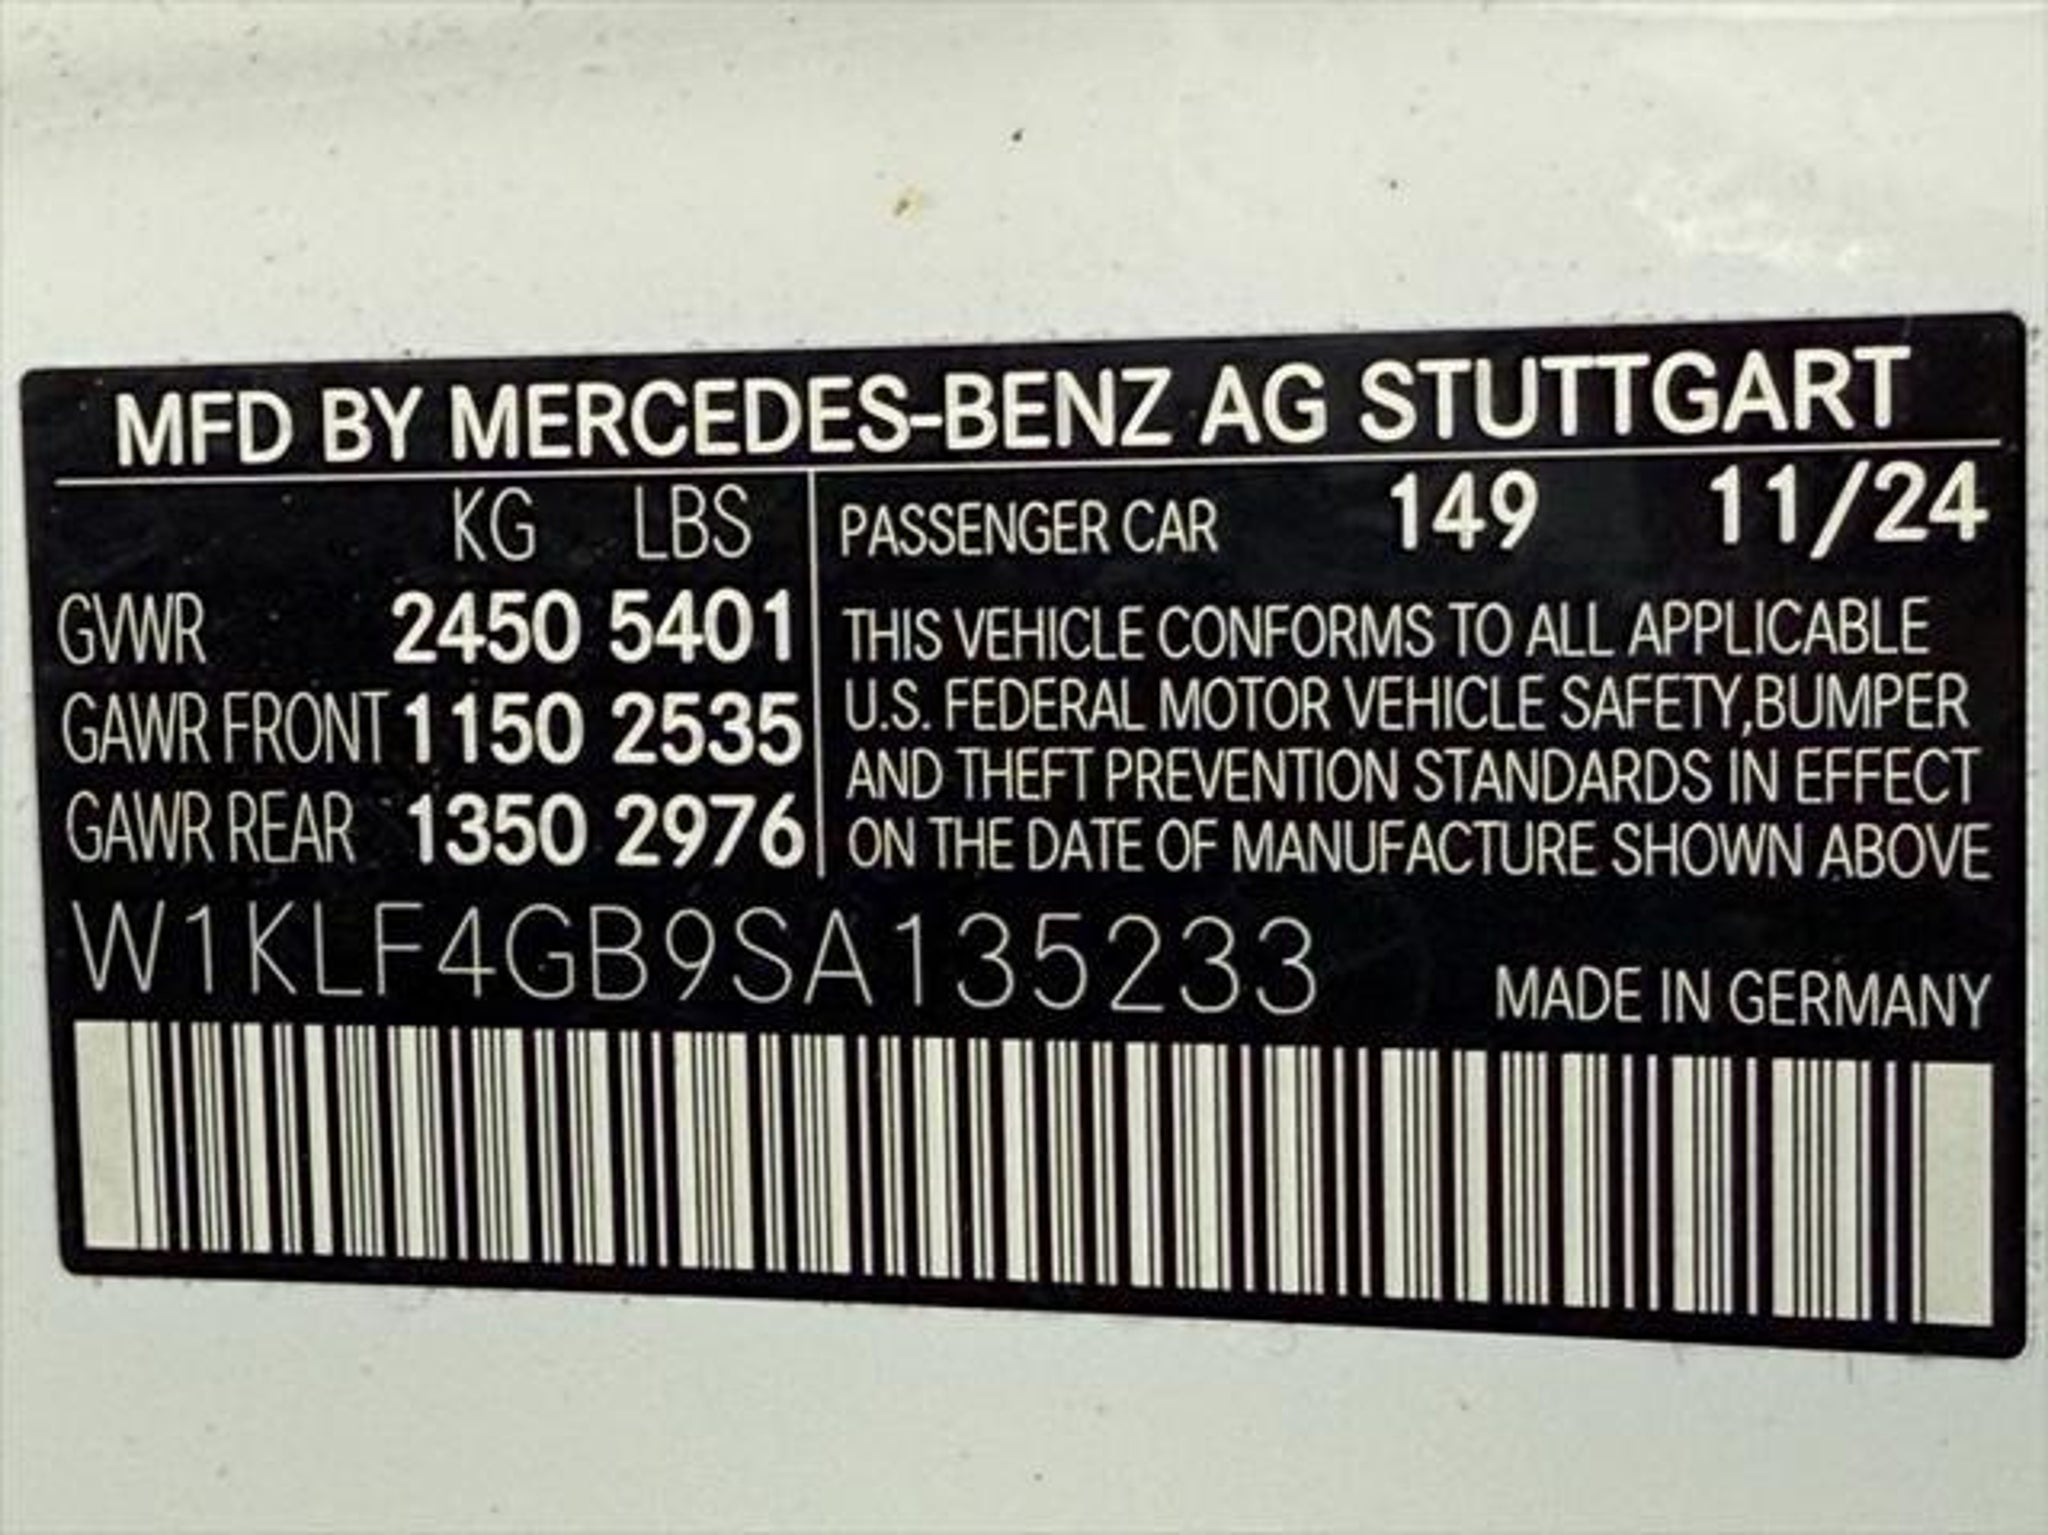 MFD BY MERCEDES-BENZ AG STUTTGART
KG LBS
GVWR 2450 5401
GAWR FRONT 1150 2535
GAWR REAR 1350 2976
PASSENGER CAR 149 11/24
THIS VEHICLE CONFORMS TO ALL APPLICABLE
U.S. FEDERAL MOTOR VEHICLE SAFETY,BUMPER
AND THEFT PREVENTION STANDARDS IN EFFECT
ON THE DATE OF MANUFACTURE SHOWN ABOVE
W1KLF4GB9SA135233
MADE IN GERMANY